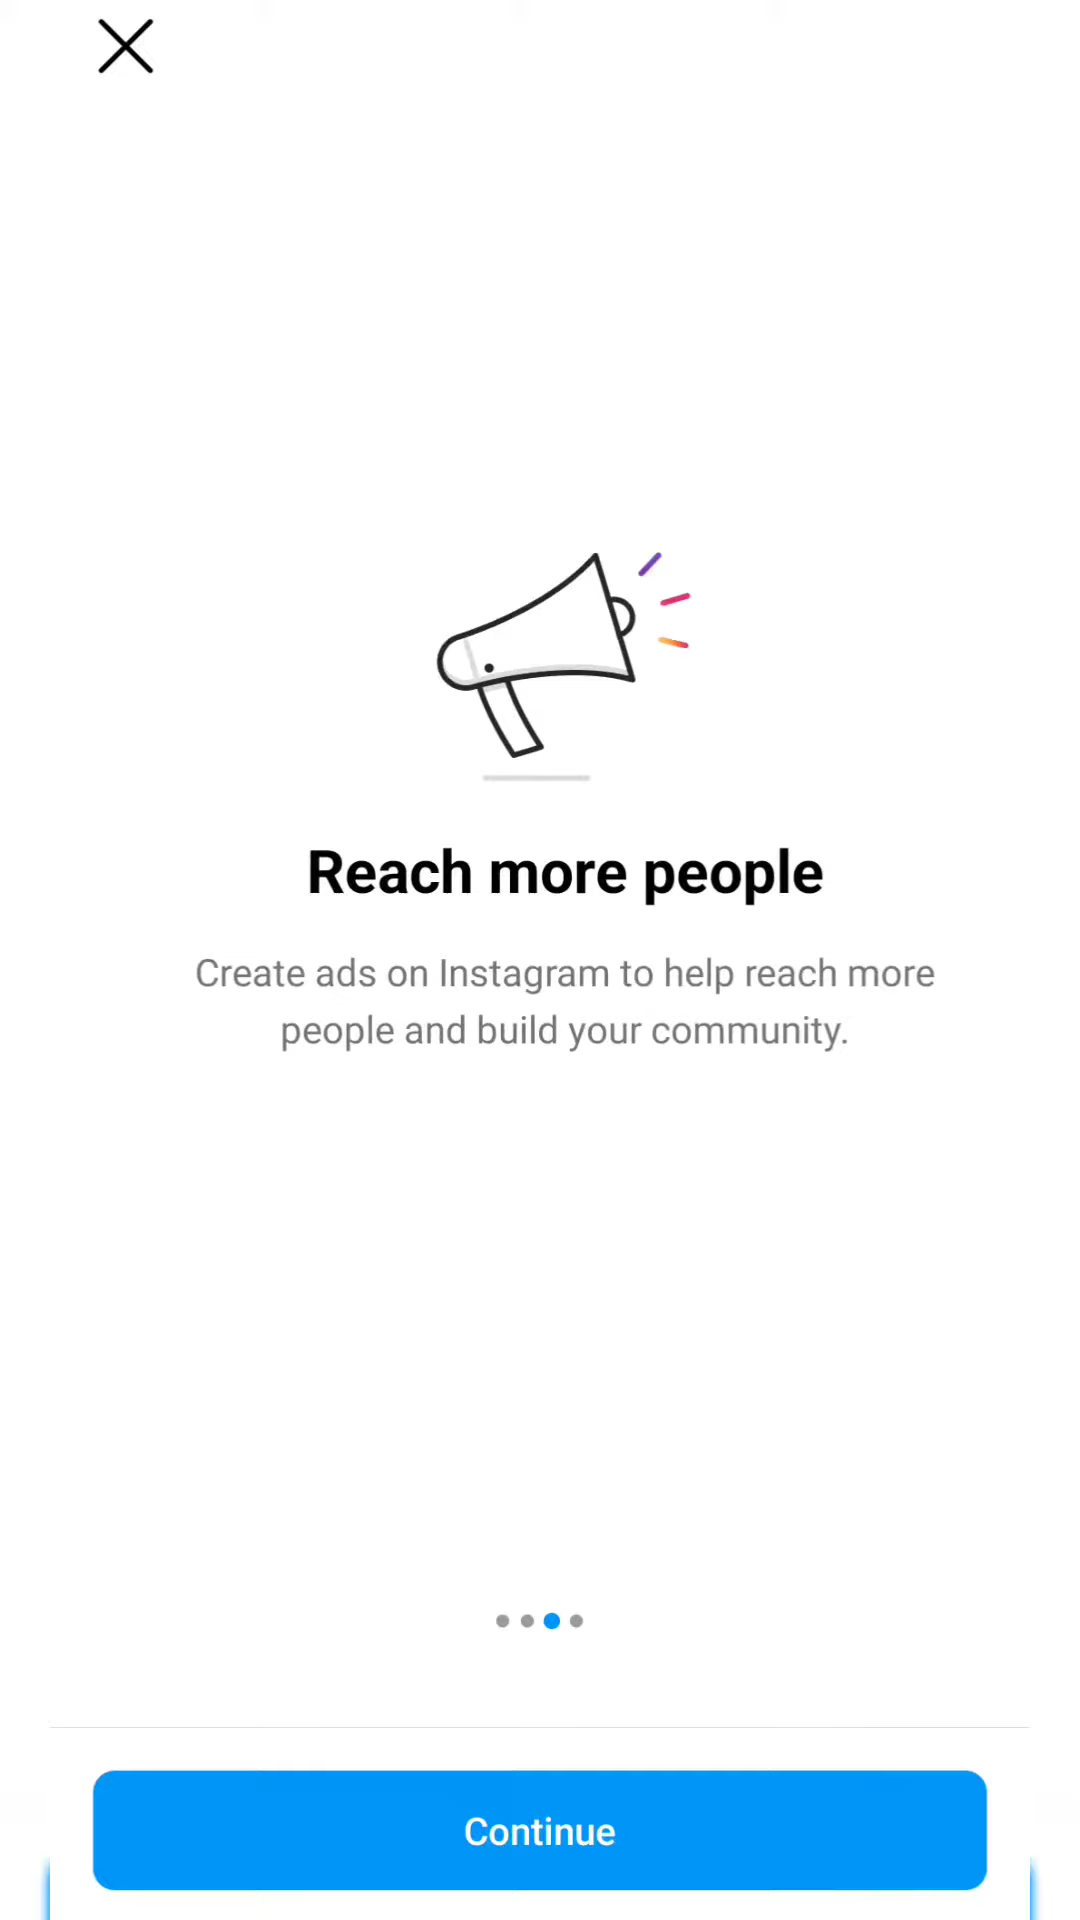 Reach more people
Create ads on Instagram to help reach more
people and build your community.
Continue